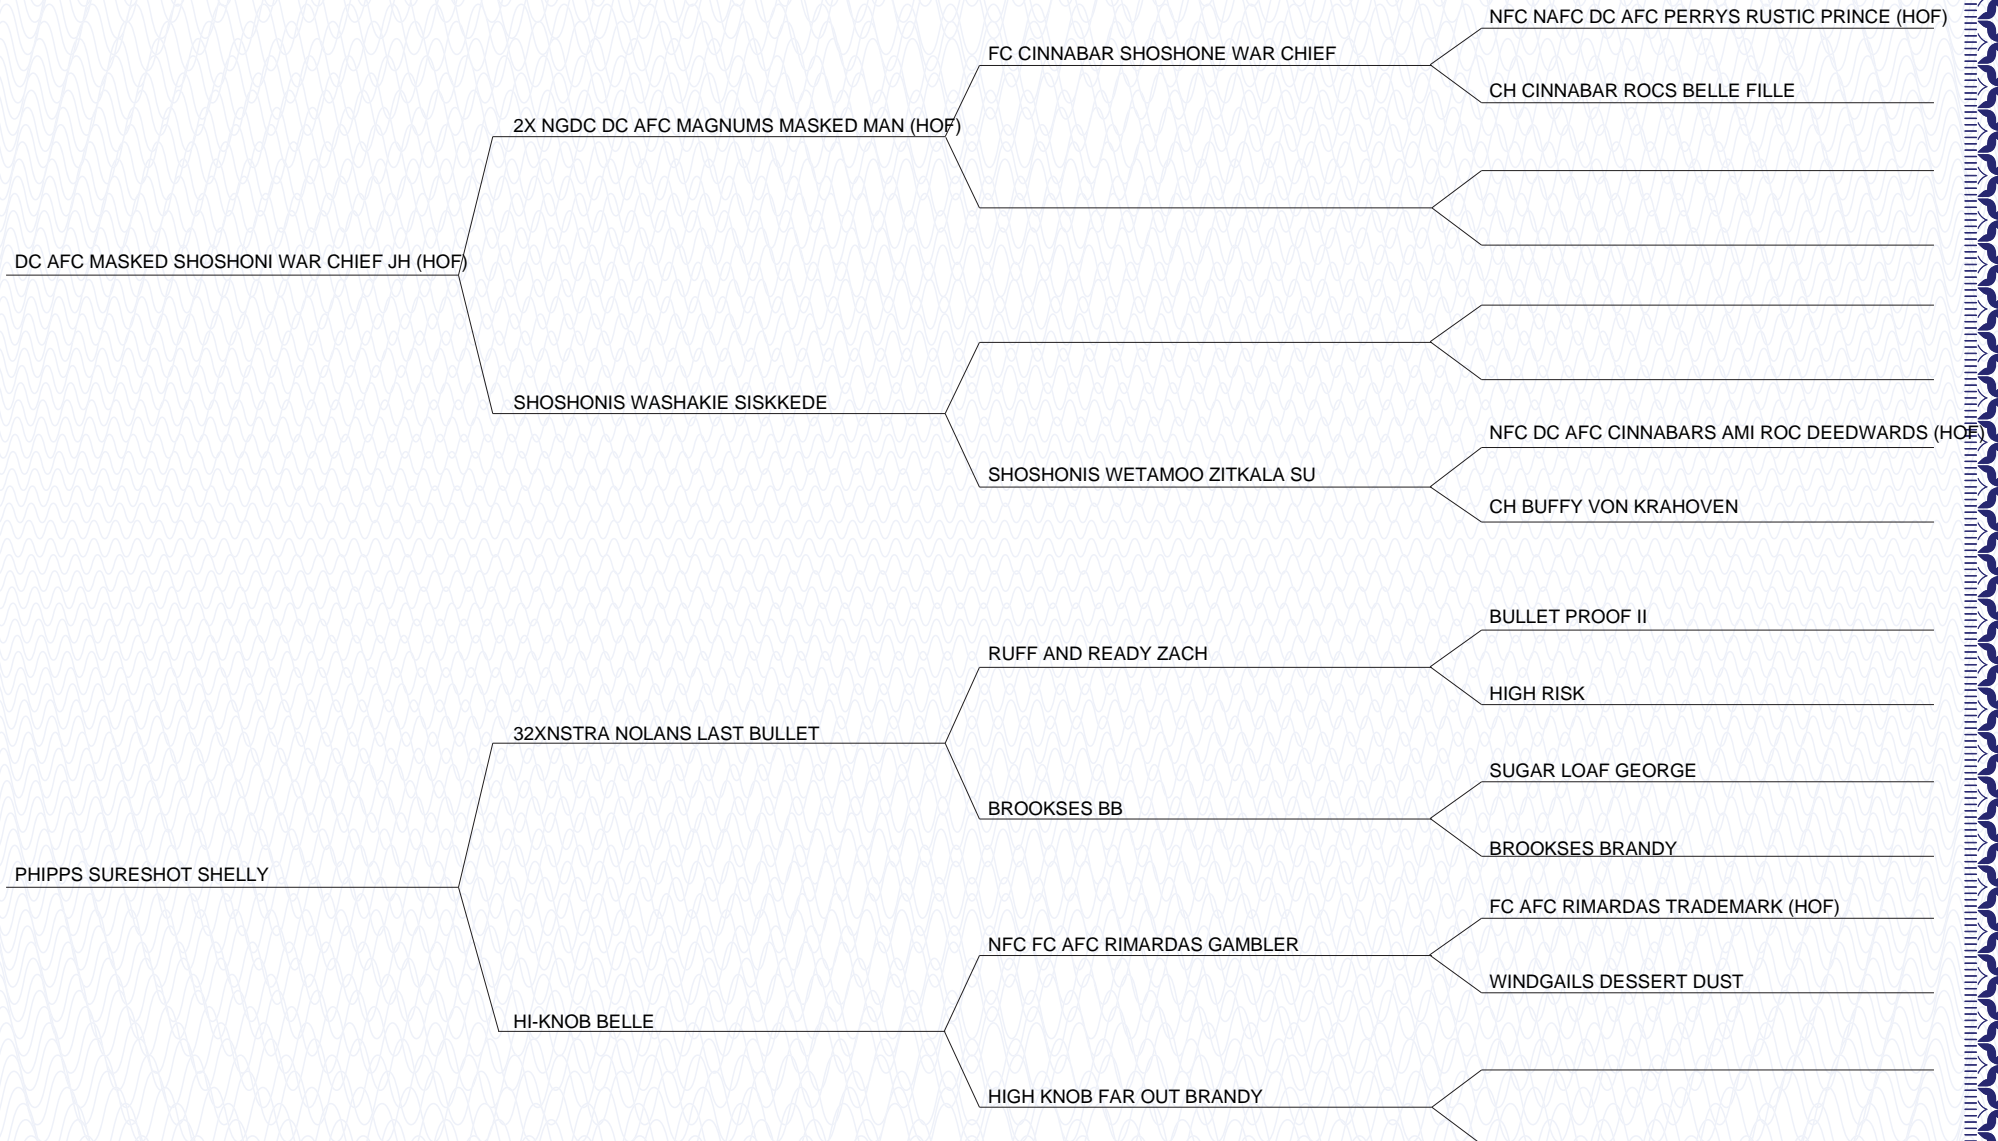 NFC NAFC DC AFC PERRYS RUSTIC PRINCE (HOF)
FC CINNABAR SHOSHONE WAR CHIEF
CH CINNABAR ROCS BELLE FILLE
2X NGDC DC AFC MAGNUMS MASKED MAN (HOF)
DC AFC MASKED SHOSHONI WAR CHIEF JH (HOF)
SHOSHONIS WASHAKIE SISKKEDE
NFC DC AFC CINNABARS AMI ROC DEEDWARDS (HOF)
SHOSHONIS WETAMOO ZITKALA SU
CH BUFFY VON KRAHOVEN
BULLET PROOF II
RUFF AND READY ZACH
HIGH RISK
32XNSTRA NOLANS LAST BULLET
SUGAR LOAF GEORGE
BROOKSES BB
BROOKSES BRANDY
PHIPPS SURESHOT SHELLY
FC AFC RIMARDAS TRADEMARK (HOF)
NFC FC AFC RIMARDAS GAMBLER
WINDGAILS DESSERT DUST
HI-KNOB BELLE
HIGH KNOB FAR OUT BRANDY